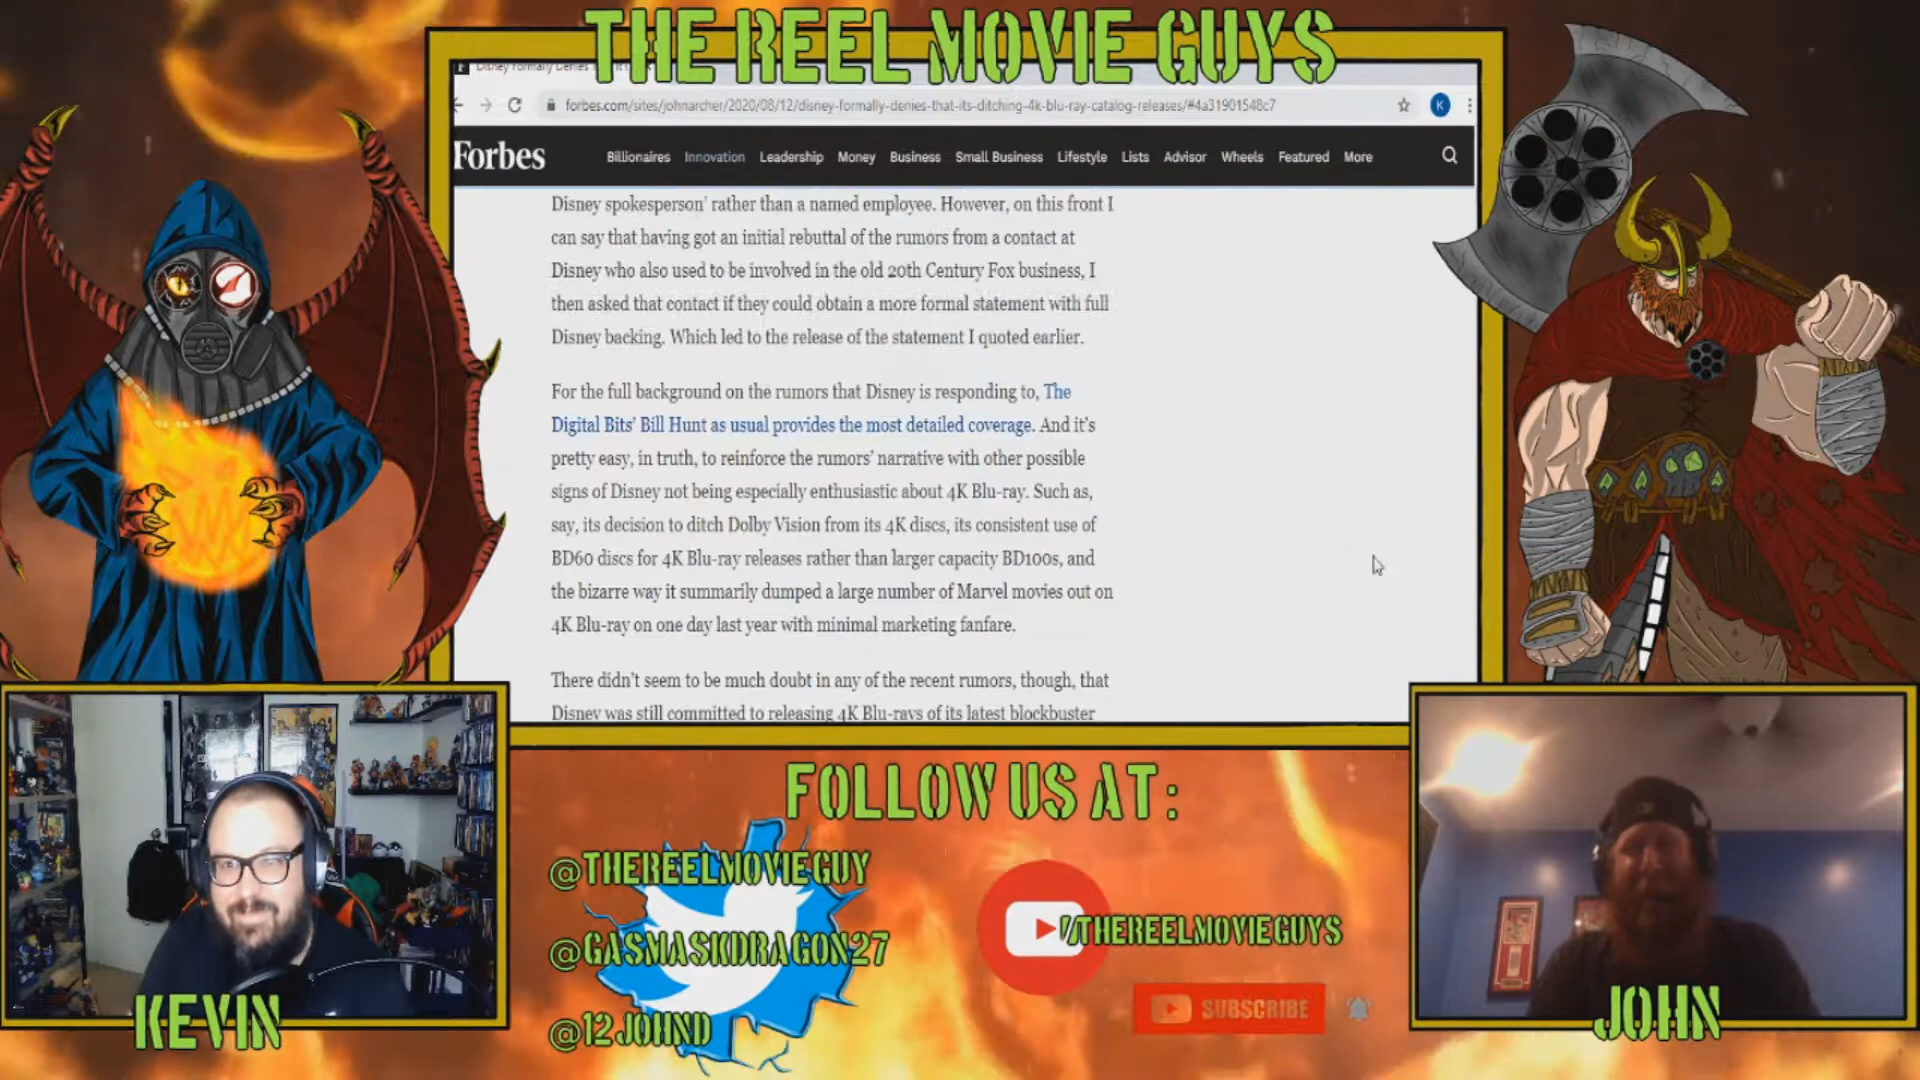 THE REEL MOVIE GUYS
Disney Formally Denies
forbes.com/sites/johnarcher/2020/08/12/disney-formally-denies-that-its-ditching-4k-blu-ray-catalog-releases/#4a31901548c7
K
Forbes
Billionaires Innovation Leadership Money Business Small Business Lifestyle Lists Advisor Wheels Featured More
Disney spokesperson' rather than a named employee. However, on this front I
can say that having got an initial rebuttal of the rumors from a contact at
Disney who also used to be involved in the old 20th Century Fox business, I
then asked that contact if they could obtain a more formal statement with full
Disney backing. Which led to the release of the statement I quoted earlier.
For the full background on the rumors that Disney is responding to, The
Digital Bits' Bill Hunt as usual provides the most detailed coverage. And it's
pretty easy, in truth, to reinforce the rumors' narrative with other possible
signs of Disney not being especially enthusiastic about 4K Blu-ray. Such as,
say, its decision to ditch Dolby Vision from its 4K discs, its consistent use of
BD60 discs for 4K Blu-ray releases rather than larger capacity BD100s, and
the bizarre way it summarily dumped a large number of Marvel movies out on
4K Blu-ray on one day last year with minimal marketing fanfare.
There didn't seem to be much doubt in any of the recent rumors, though, that
Disney was still committed to releasing 4K Blu-rays of its latest blockbuster
FOLLOW US AT:
@THEREELMOVIEGUY
@GASMASKDRAGON27
@12JOHND
/THEREELMOVIEGUYS
SUBSCRIBE
KEVIN
JOHN